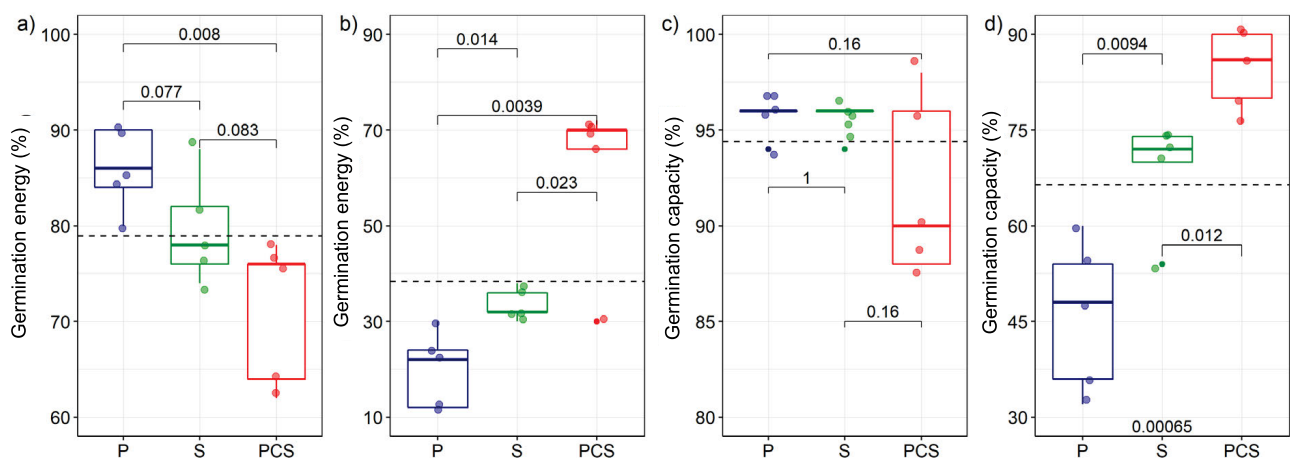 a)
Germination energy (%)
100
90
80
70
60
0.008
0.077
0.083
P S PCS
b)
Germination energy (%)
90
70
50
30
10
0.014
0.0039
0.023
P S PCS
c)
Germination capacity (%)
100
95
90
85
80
0.16
1
0.16
P S PCS
d)
Germination capacity (%)
90
75
60
45
30
0.0094
0.012
0.00065
P S PCS